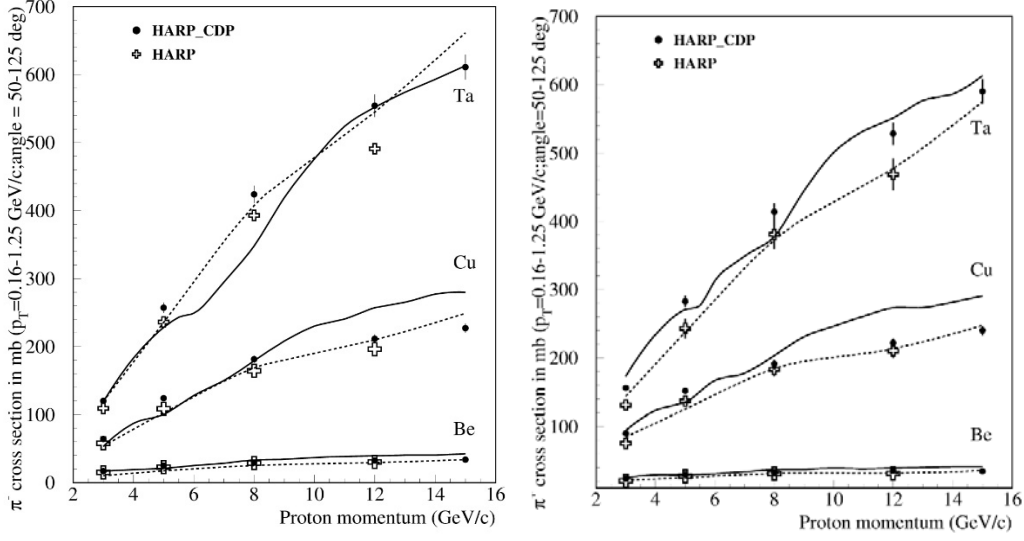 π⁻ cross section in mb (pT=0.16-1.25 GeV/c;angle = 50-125 deg)
700
600
500
400
300
200
100
0
HARP_CDP
HARP
Ta
Cu
Be
2
4
6
8
10
12
14
16
Proton momentum (GeV/c)
π⁺ cross section in mb (pT=0.16-1.25 GeV/c;angle=50-125 deg)
700
600
500
400
300
200
100
HARP_CDP
HARP
Ta
Cu
Be
2
4
6
8
10
12
14
16
Proton momentum (GeV/c)